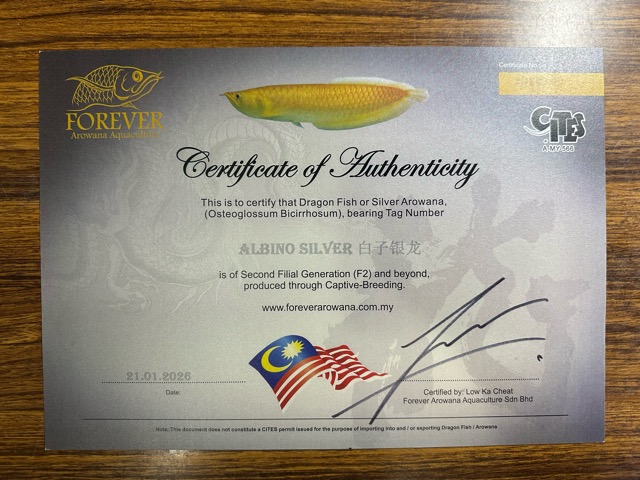 Certificate No.:
FOREVER
Arowana Aquaculture
CITES
A-MY-566
Certificate of Authenticity
This is to certify that Dragon Fish or Silver Arowana,
(Osteoglossum Bicirrhosum), bearing Tag Number
ALBINO SILVER 白子银龙
is of Second Filial Generation (F2) and beyond,
produced through Captive-Breeding.
www.foreverarowana.com.my
21.01.2026
Date:
Certified by: Low Ka Cheat
Forever Arowana Aquaculture Sdn Bhd
Note: This document does not constitute a CITES permit issued for the purpose of importing into and / or exporting Dragon Fish / Arowana